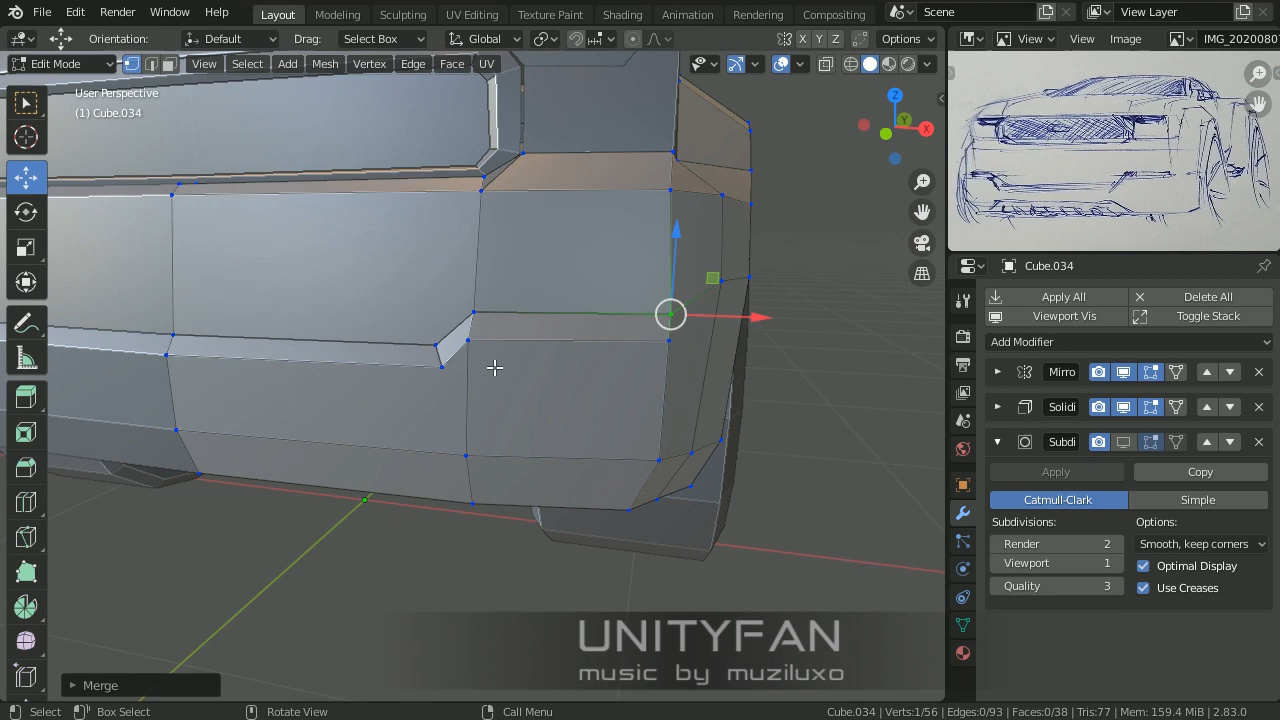 File Edit Render Window Help Layout Modeling Sculpting UV Editing Texture Paint Shading Animation Rendering Compositing Scene View Layer
Orientation: Default Drag: Select Box Global X Y Z Options View Image IMG_2020080
Edit Mode View Select Add Mesh Vertex Edge Face UV
User Perspective
(1) Cube.034
Z
Y
X
Cube.034
Apply All Delete All
Viewport Vis Toggle Stack
Add Modifier
Mirro
Solidi
Subdi
Apply Copy
Catmull-Clark Simple
Subdivisions: Options:
Render 2 Smooth, keep corners
Viewport 1 Optimal Display
Quality 3 Use Creases
UNITYFAN
music by muziluxo
Merge
Select Box Select Rotate View Call Menu Cube.034 | Verts:1/56 | Edges:0/93 | Faces:0/38 | Tris:77 | Mem: 159.4 MiB | 2.83.0